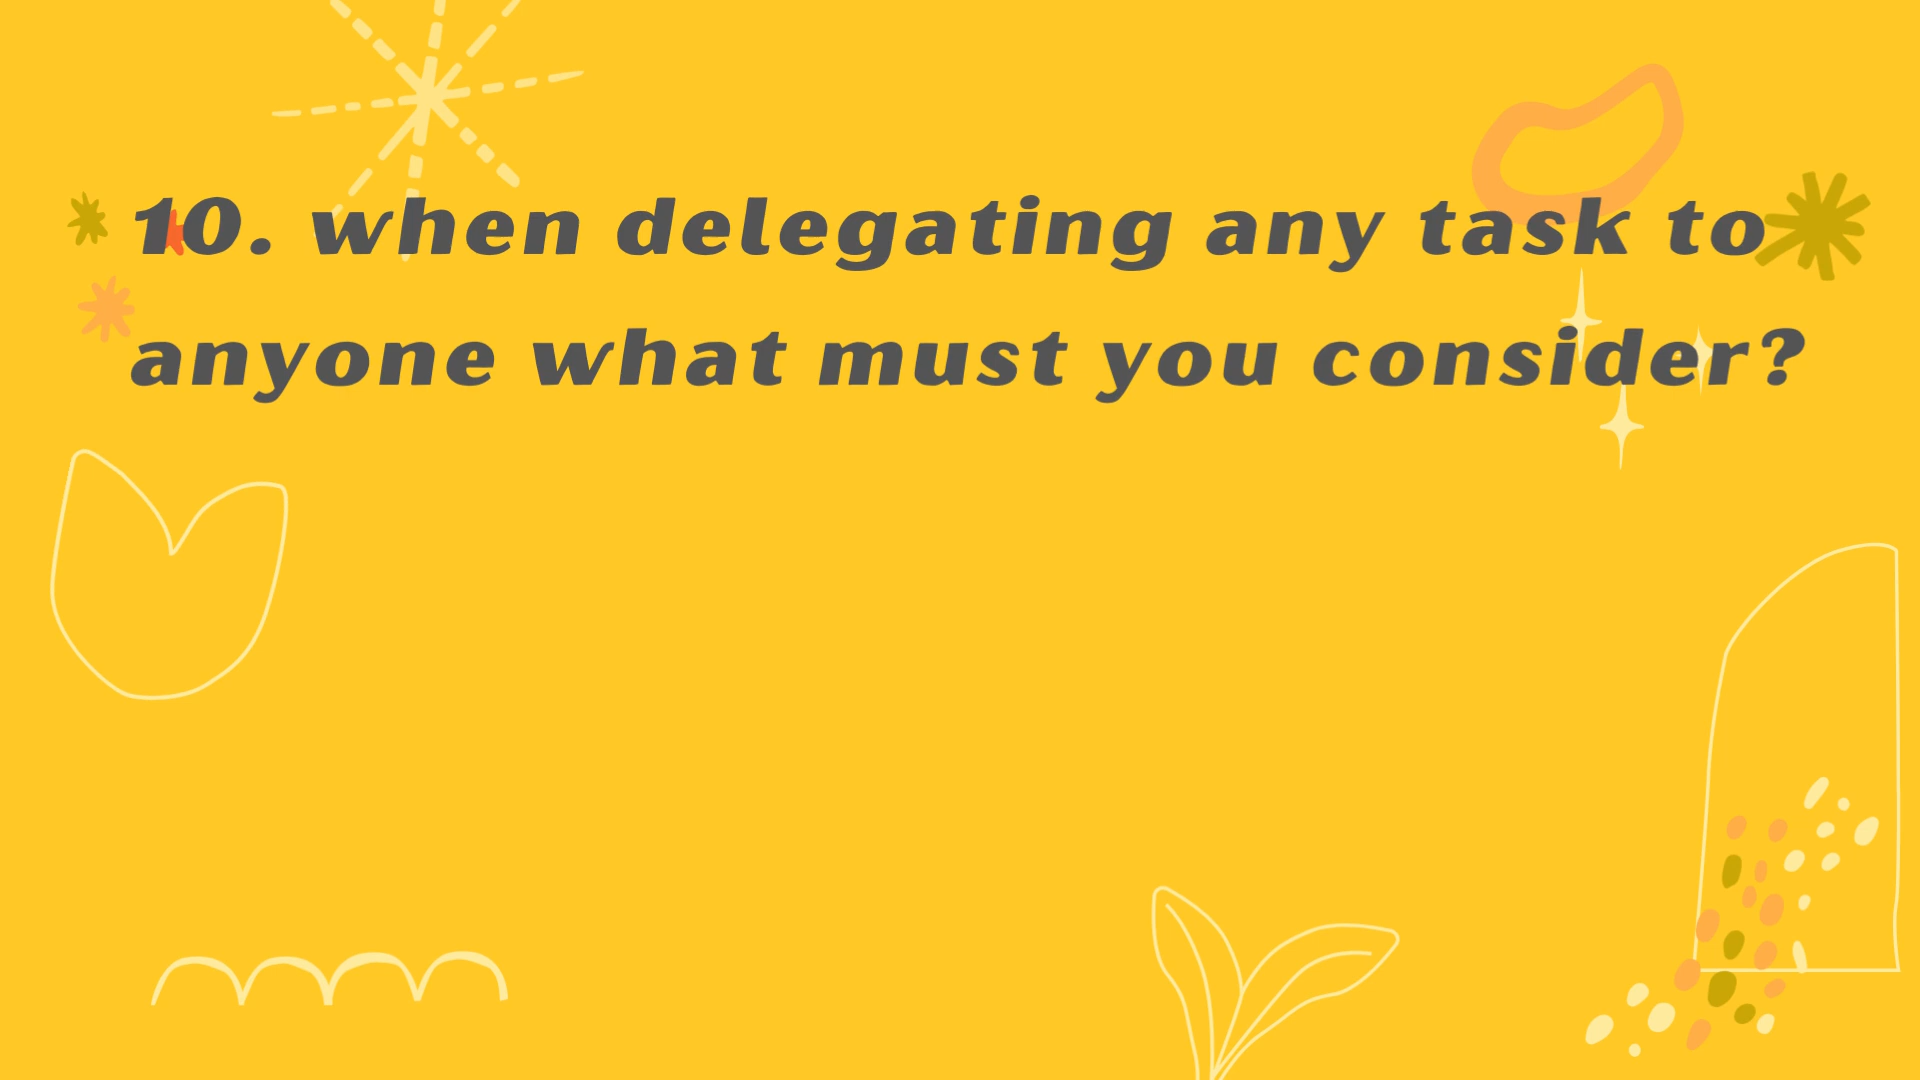 10. when delegating any task to
anyone what must you consider?